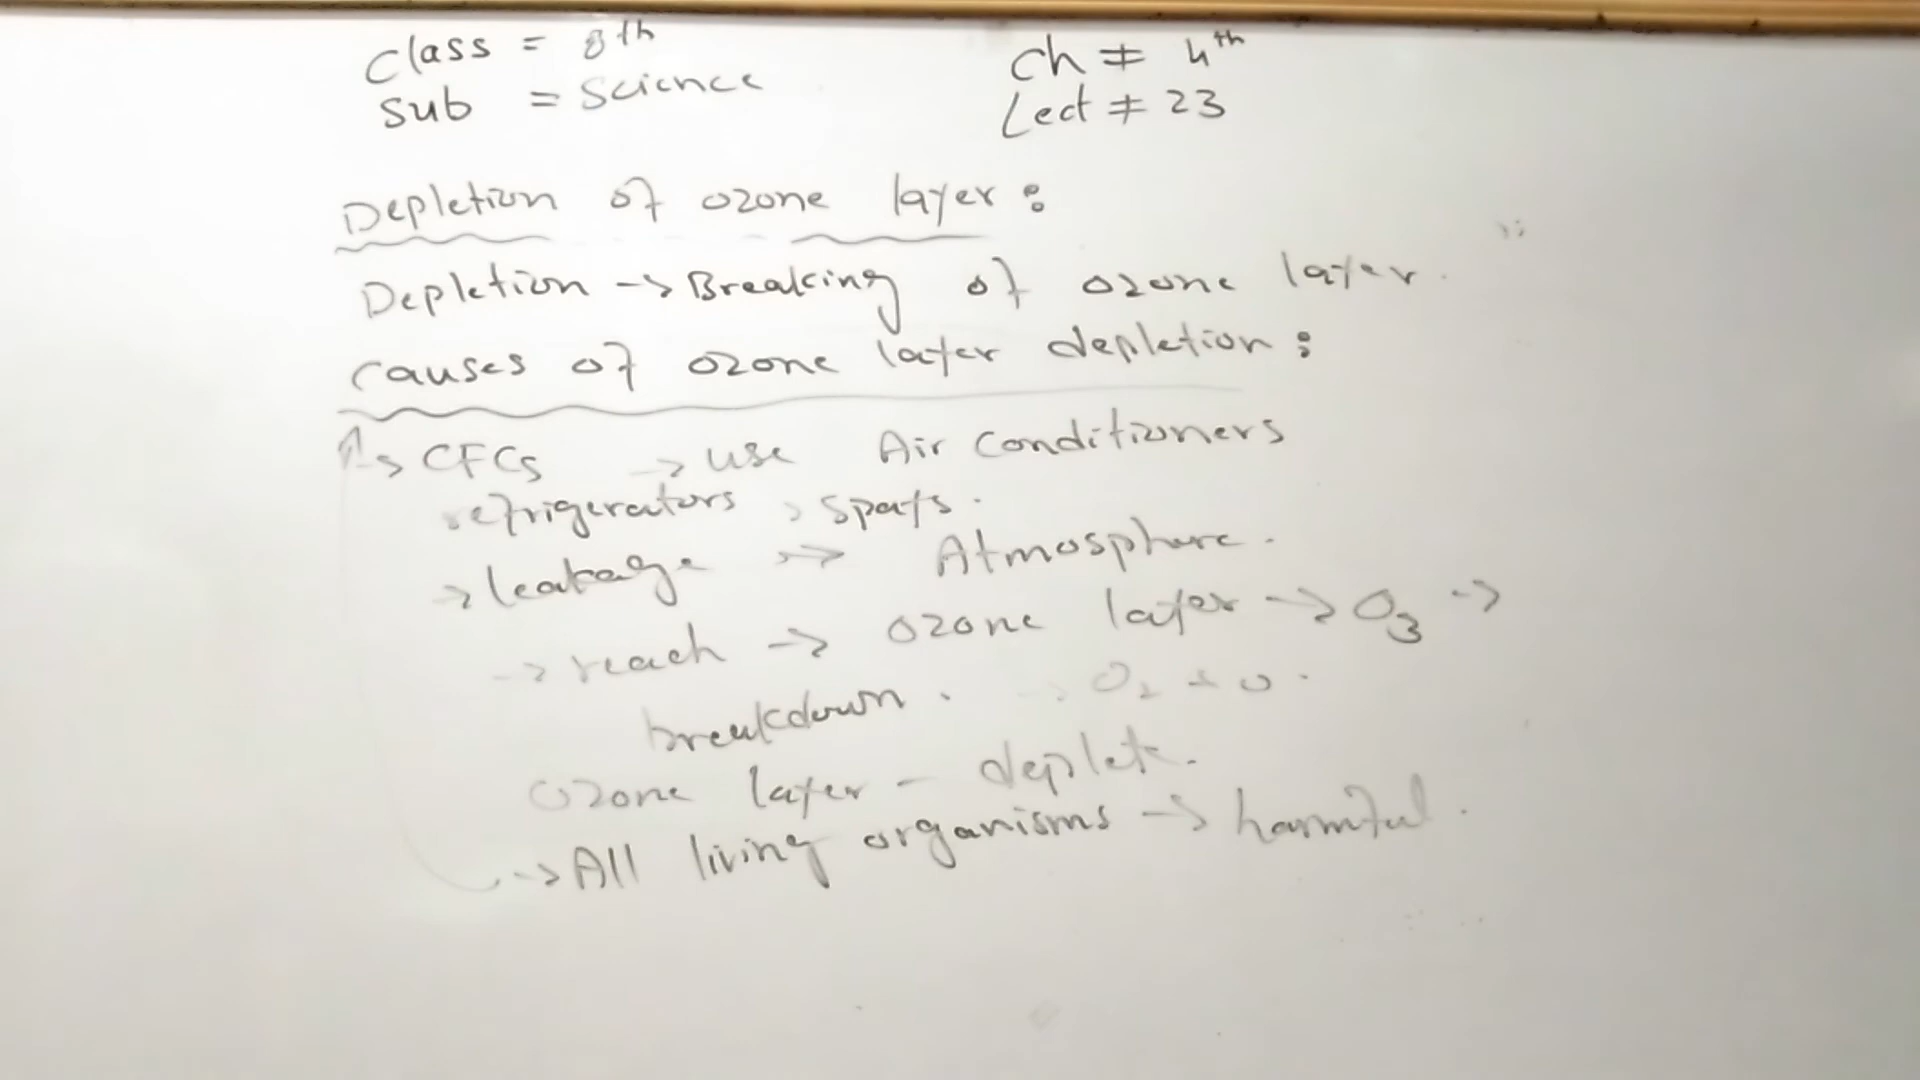 Class = 8th
Ch # 4th
Sub = Science
Lect # 23
Depletion of ozone layer :
Depletion -> Breaking of ozone layer.
causes of ozone layer depletion :
-> CFCs -> use Air Conditioners
refrigerators , spays.
-> leakage -> Atmosphere.
-> reach -> ozone layer -> O3 ->
breakdown. -> O2 + O.
ozone layer - deplet.
-> All living organisms -> harmful.